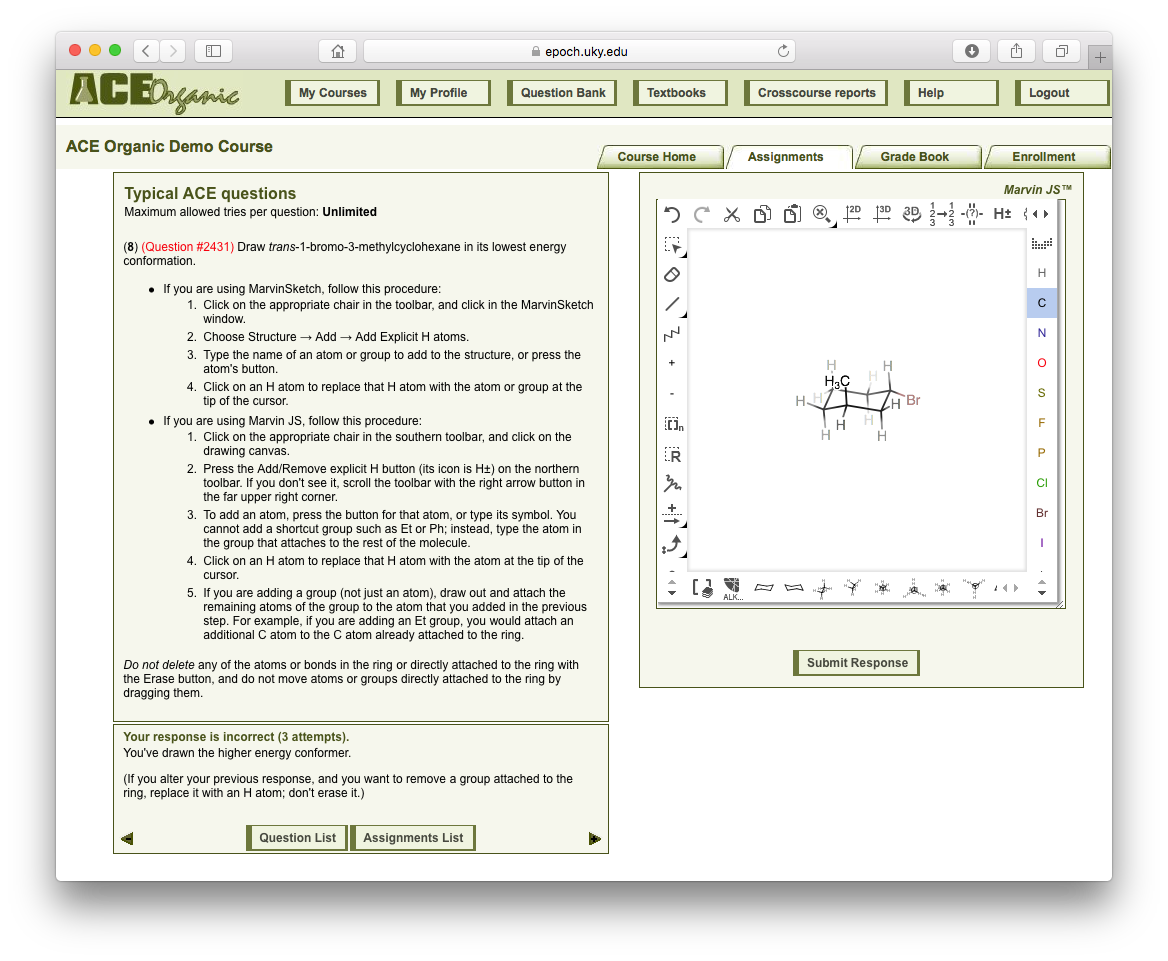 epoch.uky.edu
ACE Organic
My Courses
My Profile
Question Bank
Textbooks
Crosscourse reports
Help
Logout
ACE Organic Demo Course
Course Home
Assignments
Grade Book
Enrollment
Typical ACE questions
Maximum allowed tries per question: Unlimited
(8) (Question #2431) Draw trans-1-bromo-3-methylcyclohexane in its lowest energy
conformation.
• If you are using MarvinSketch, follow this procedure:
1. Click on the appropriate chair in the toolbar, and click in the MarvinSketch
window.
2. Choose Structure → Add → Add Explicit H atoms.
3. Type the name of an atom or group to add to the structure, or press the
atom's button.
4. Click on an H atom to replace that H atom with the atom or group at the
tip of the cursor.
• If you are using Marvin JS, follow this procedure:
1. Click on the appropriate chair in the southern toolbar, and click on the
drawing canvas.
2. Press the Add/Remove explicit H button (its icon is H±) on the northern
toolbar. If you don't see it, scroll the toolbar with the right arrow button in
the far upper right corner.
3. To add an atom, press the button for that atom, or type its symbol. You
cannot add a shortcut group such as Et or Ph; instead, type the atom in
the group that attaches to the rest of the molecule.
4. Click on an H atom to replace that H atom with the atom at the tip of the
cursor.
5. If you are adding a group (not just an atom), draw out and attach the
remaining atoms of the group to the atom that you added in the previous
step. For example, if you are adding an Et group, you would attach an
additional C atom to the C atom already attached to the ring.
Do not delete any of the atoms or bonds in the ring or directly attached to the ring with
the Erase button, and do not move atoms or groups directly attached to the ring by
dragging them.
Your response is incorrect (3 attempts).
You've drawn the higher energy conformer.
(If you alter your previous response, and you want to remove a group attached to the
ring, replace it with an H atom; don't erase it.)
Question List
Assignments List
Marvin JS™
2D
3D
3D
1 2 3 → 1 2 3
-(?)-
H±
H
C
N
O
S
F
P
Cl
Br
I
+
-
[ ]n
R
H
H
H
H₃C
H
H
H
Br
H
H
H
H
H
ALK...
Submit Response